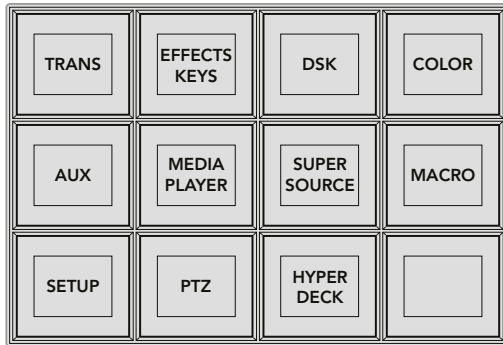 TRANS
EFFECTS
KEYS
DSK
COLOR
AUX
MEDIA
PLAYER
SUPER
SOURCE
MACRO
SETUP
PTZ
HYPER
DECK